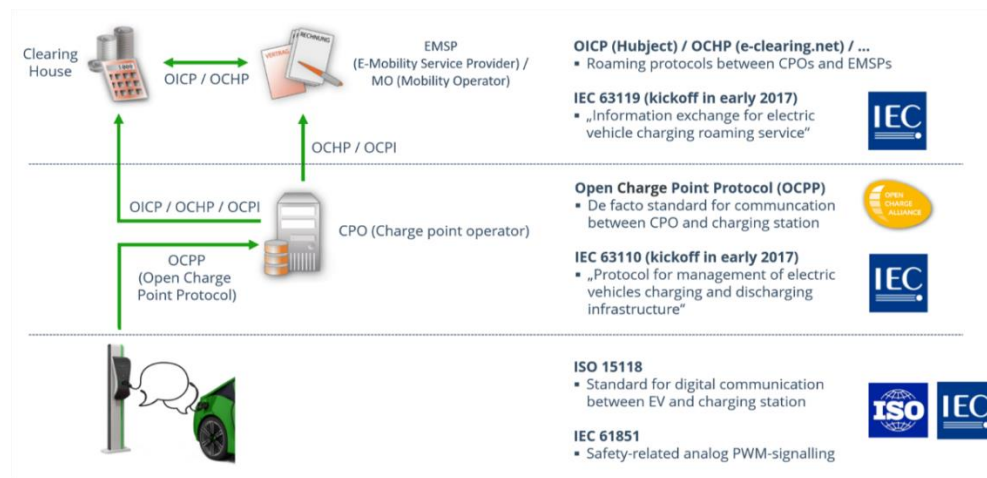 Clearing
House
OICP / OCHP
VERTRAG
RECHNUNG
EMSP
(E-Mobility Service Provider) /
MO (Mobility Operator)
OICP (Hubject) / OCHP (e-clearing.net) / ...
▪ Roaming protocols between CPOs and EMSPs
IEC 63119 (kickoff in early 2017)
▪ „Information exchange for electric
vehicle charging roaming service”
IEC
OCHP / OCPI
OICP / OCHP / OCPI
CPO (Charge point operator)
OCPP
(Open Charge
Point Protocol)
Open Charge Point Protocol (OCPP)
▪ De facto standard for communcation
between CPO and charging station
OPEN
CHARGE
ALLIANCE
IEC 63110 (kickoff in early 2017)
▪ „Protocol for management of electric
vehicles charging and discharging
infrastructure“
IEC
ISO 15118
▪ Standard for digital communication
between EV and charging station
ISO
IEC
IEC 61851
▪ Safety-related analog PWM-signalling